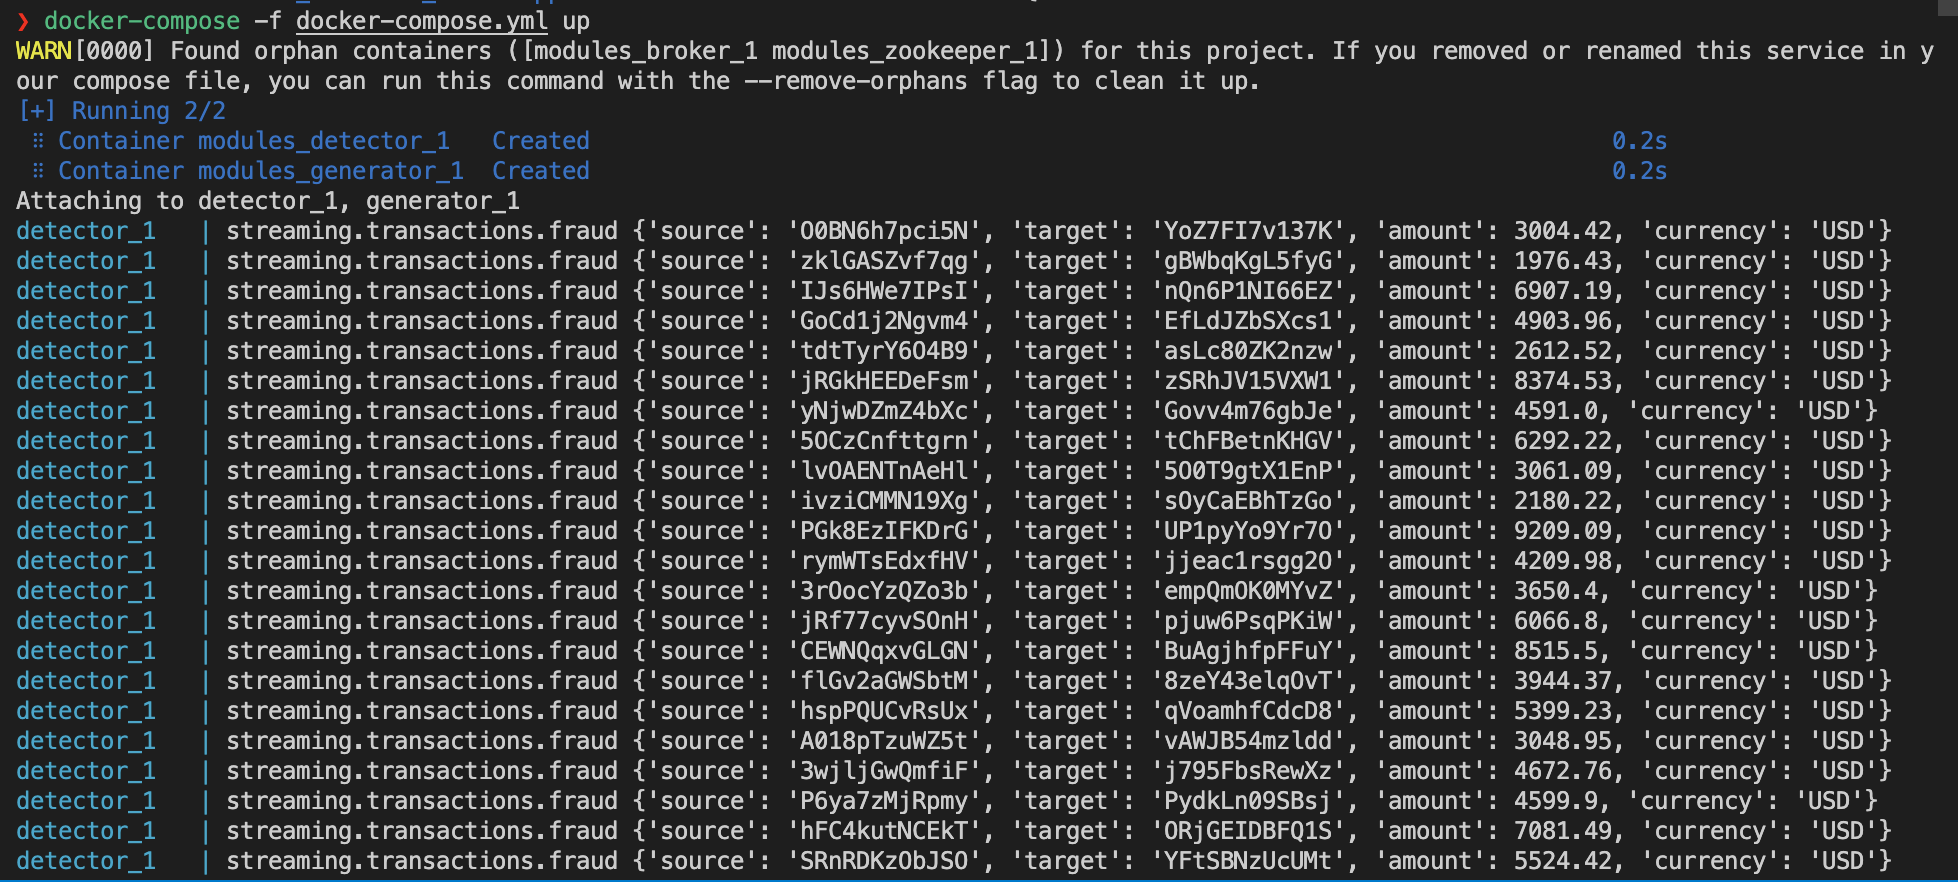 ❯ docker-compose -f docker-compose.yml up
WARN[0000] Found orphan containers ([modules_broker_1 modules_zookeeper_1]) for this project. If you removed or renamed this service in y
our compose file, you can run this command with the --remove-orphans flag to clean it up.
[+] Running 2/2
⠿ Container modules_detector_1 Created 0.2s
⠿ Container modules_generator_1 Created 0.2s
Attaching to detector_1, generator_1
detector_1 | streaming.transactions.fraud {'source': 'O0BN6h7pci5N', 'target': 'YoZ7FI7v137K', 'amount': 3004.42, 'currency': 'USD'}
detector_1 | streaming.transactions.fraud {'source': 'zklGASZvf7qg', 'target': 'gBWbqKgL5fyG', 'amount': 1976.43, 'currency': 'USD'}
detector_1 | streaming.transactions.fraud {'source': 'IJs6HWe7IPsI', 'target': 'nQn6P1NI66EZ', 'amount': 6907.19, 'currency': 'USD'}
detector_1 | streaming.transactions.fraud {'source': 'GoCd1j2Ngvm4', 'target': 'EfLdJZbSXcs1', 'amount': 4903.96, 'currency': 'USD'}
detector_1 | streaming.transactions.fraud {'source': 'tdtTyrY6O4B9', 'target': 'asLc80ZK2nzw', 'amount': 2612.52, 'currency': 'USD'}
detector_1 | streaming.transactions.fraud {'source': 'jRGkHEEDeFsm', 'target': 'zSRhJV15VXW1', 'amount': 8374.53, 'currency': 'USD'}
detector_1 | streaming.transactions.fraud {'source': 'yNjwDZmZ4bXc', 'target': 'Govv4m76gbJe', 'amount': 4591.0, 'currency': 'USD'}
detector_1 | streaming.transactions.fraud {'source': '5OCzCnfttgrn', 'target': 'tChFBetnKHGV', 'amount': 6292.22, 'currency': 'USD'}
detector_1 | streaming.transactions.fraud {'source': 'lvOAENTnAeHl', 'target': '5O0T9gtX1EnP', 'amount': 3061.09, 'currency': 'USD'}
detector_1 | streaming.transactions.fraud {'source': 'ivziCMMN19Xg', 'target': 'sOyCaEBhTzGo', 'amount': 2180.22, 'currency': 'USD'}
detector_1 | streaming.transactions.fraud {'source': 'PGk8EzIFKDrG', 'target': 'UP1pyYo9Yr7O', 'amount': 9209.09, 'currency': 'USD'}
detector_1 | streaming.transactions.fraud {'source': 'rymWTsEdxfHV', 'target': 'jjeac1rsgg2O', 'amount': 4209.98, 'currency': 'USD'}
detector_1 | streaming.transactions.fraud {'source': '3rOocYzQZo3b', 'target': 'empQmOK0MYvZ', 'amount': 3650.4, 'currency': 'USD'}
detector_1 | streaming.transactions.fraud {'source': 'jRf77cyvSOnH', 'target': 'pjuw6PsqPKiW', 'amount': 6066.8, 'currency': 'USD'}
detector_1 | streaming.transactions.fraud {'source': 'CEWNQqxvGLGN', 'target': 'BuAgjhfpFFuY', 'amount': 8515.5, 'currency': 'USD'}
detector_1 | streaming.transactions.fraud {'source': 'flGv2aGWSbtM', 'target': '8zeY43elqOvT', 'amount': 3944.37, 'currency': 'USD'}
detector_1 | streaming.transactions.fraud {'source': 'hspPQUCvRsUx', 'target': 'qVoamhfCdcD8', 'amount': 5399.23, 'currency': 'USD'}
detector_1 | streaming.transactions.fraud {'source': 'A018pTzuWZ5t', 'target': 'vAWJB54mzldd', 'amount': 3048.95, 'currency': 'USD'}
detector_1 | streaming.transactions.fraud {'source': '3wjljGwQmfiF', 'target': 'j795FbsRewXz', 'amount': 4672.76, 'currency': 'USD'}
detector_1 | streaming.transactions.fraud {'source': 'P6ya7zMjRpmy', 'target': 'PydkLn09SBsj', 'amount': 4599.9, 'currency': 'USD'}
detector_1 | streaming.transactions.fraud {'source': 'hFC4kutNCEkT', 'target': 'ORjGEIDBFQ1S', 'amount': 7081.49, 'currency': 'USD'}
detector_1 | streaming.transactions.fraud {'source': 'SRnRDKzObJSO', 'target': 'YFtSBNzUcUMt', 'amount': 5524.42, 'currency': 'USD'}